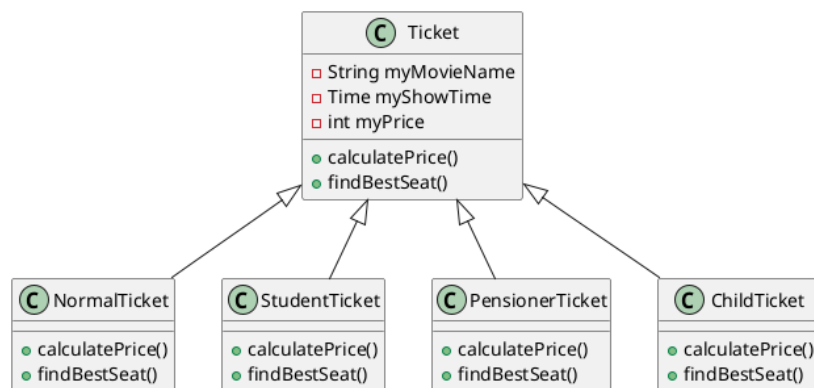 C Ticket
String myMovieName
Time myShowTime
int myPrice
calculatePrice()
findBestSeat()
C NormalTicket
calculatePrice()
findBestSeat()
C StudentTicket
calculatePrice()
findBestSeat()
C PensionerTicket
calculatePrice()
findBestSeat()
C ChildTicket
calculatePrice()
findBestSeat()